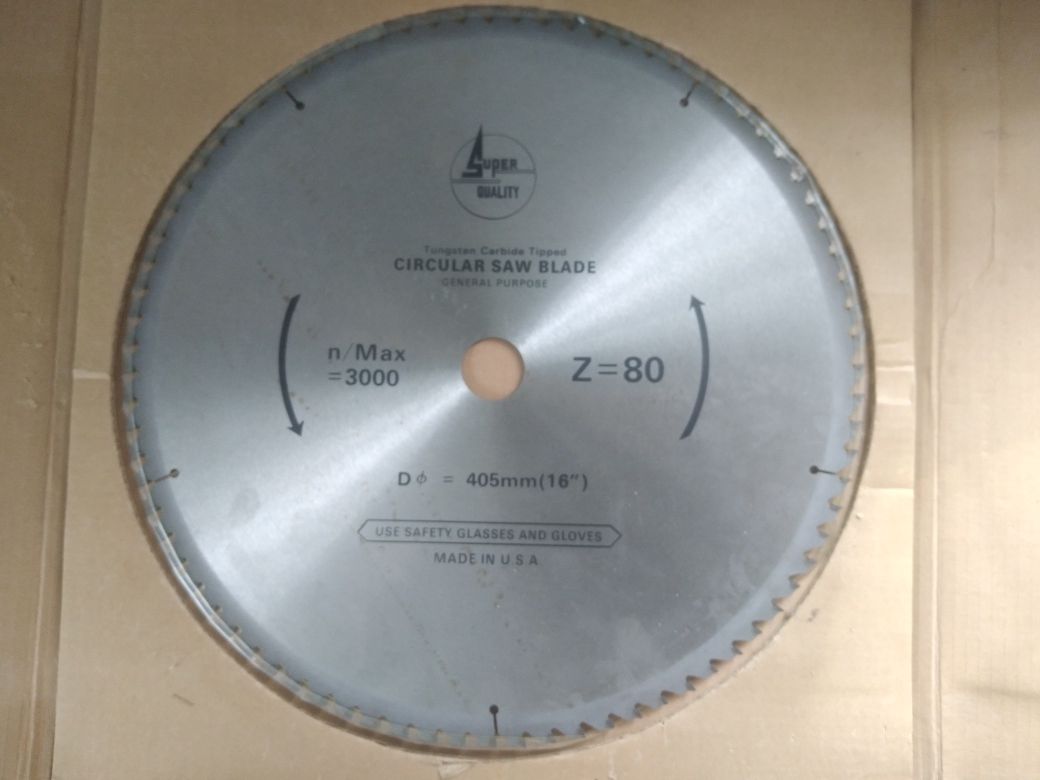 SUPER
QUALITY
Tungsten Carbide Tipped
CIRCULAR SAW BLADE
GENERAL PURPOSE
n/Max
=3000
Z=80
Dϕ = 405mm(16")
USE SAFETY GLASSES AND GLOVES
MADE IN U S A